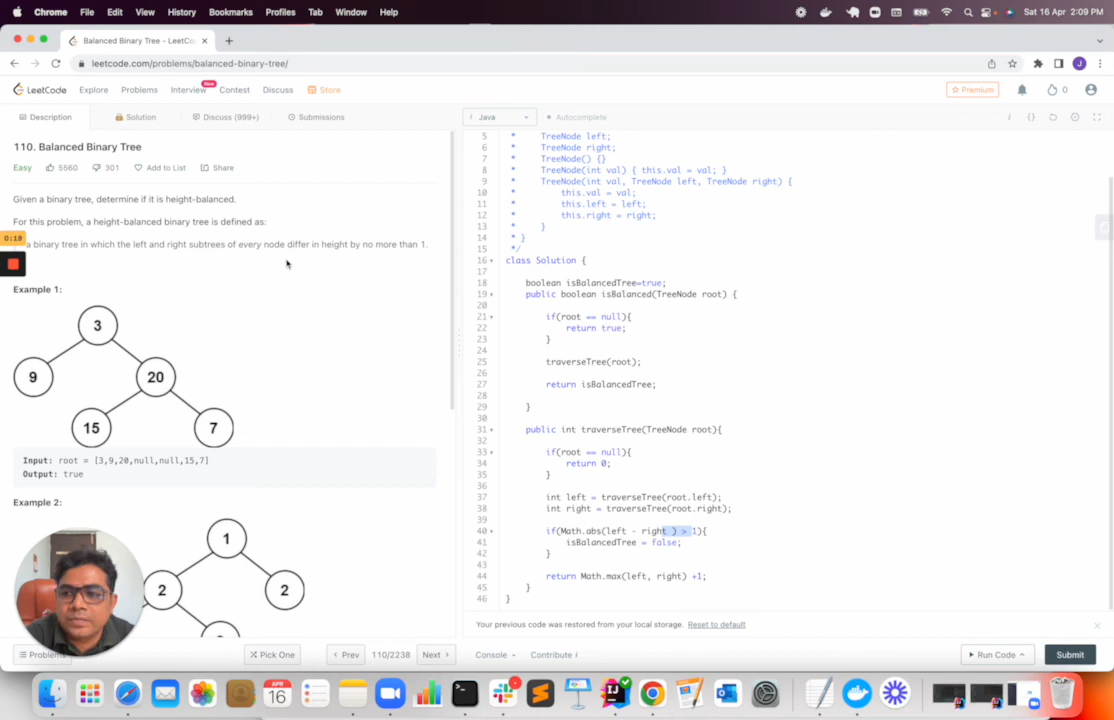 Chrome File Edit View History Bookmarks Profiles Tab Window Help Sat 16 Apr 2:09 PM
Balanced Binary Tree - LeetCo
leetcode.com/problems/balanced-binary-tree/ J
LeetCode Explore Problems Interview New Contest Discuss Store Premium 0
Description Solution Discuss (999+) Submissions
i Java Autocomplete i {}
110. Balanced Binary Tree
Easy 5560 301 Add to List Share
Given a binary tree, determine if it is height-balanced.
For this problem, a height-balanced binary tree is defined as:
0:18
a binary tree in which the left and right subtrees of every node differ in height by no more than 1.
Example 1:
3
9 20
15 7
Input: root = [3,9,20,null,null,15,7]
Output: true
Example 2:
1
2 2
5 * TreeNode left;
6 * TreeNode right;
7 * TreeNode() {}
8 * TreeNode(int val) { this.val = val; }
9 * TreeNode(int val, TreeNode left, TreeNode right) {
10 * this.val = val;
11 * this.left = left;
12 * this.right = right;
13 * }
14 * }
15 */
16 class Solution {
17
18 boolean isBalancedTree=true;
19 public boolean isBalanced(TreeNode root) {
20
21 if(root == null){
22 return true;
23 }
24
25 traverseTree(root);
26
27 return isBalancedTree;
28
29 }
30
31 public int traverseTree(TreeNode root){
32
33 if(root == null){
34 return 0;
35 }
36
37 int left = traverseTree(root.left);
38 int right = traverseTree(root.right);
39
40 if(Math.abs(left - right ) > 1){
41 isBalancedTree = false;
42 }
43
44 return Math.max(left, right) +1;
45 }
46 }
Your previous code was restored from your local storage. Reset to default
Problems Pick One Prev 110/2238 Next Console Contribute i Run Code Submit
APR
16